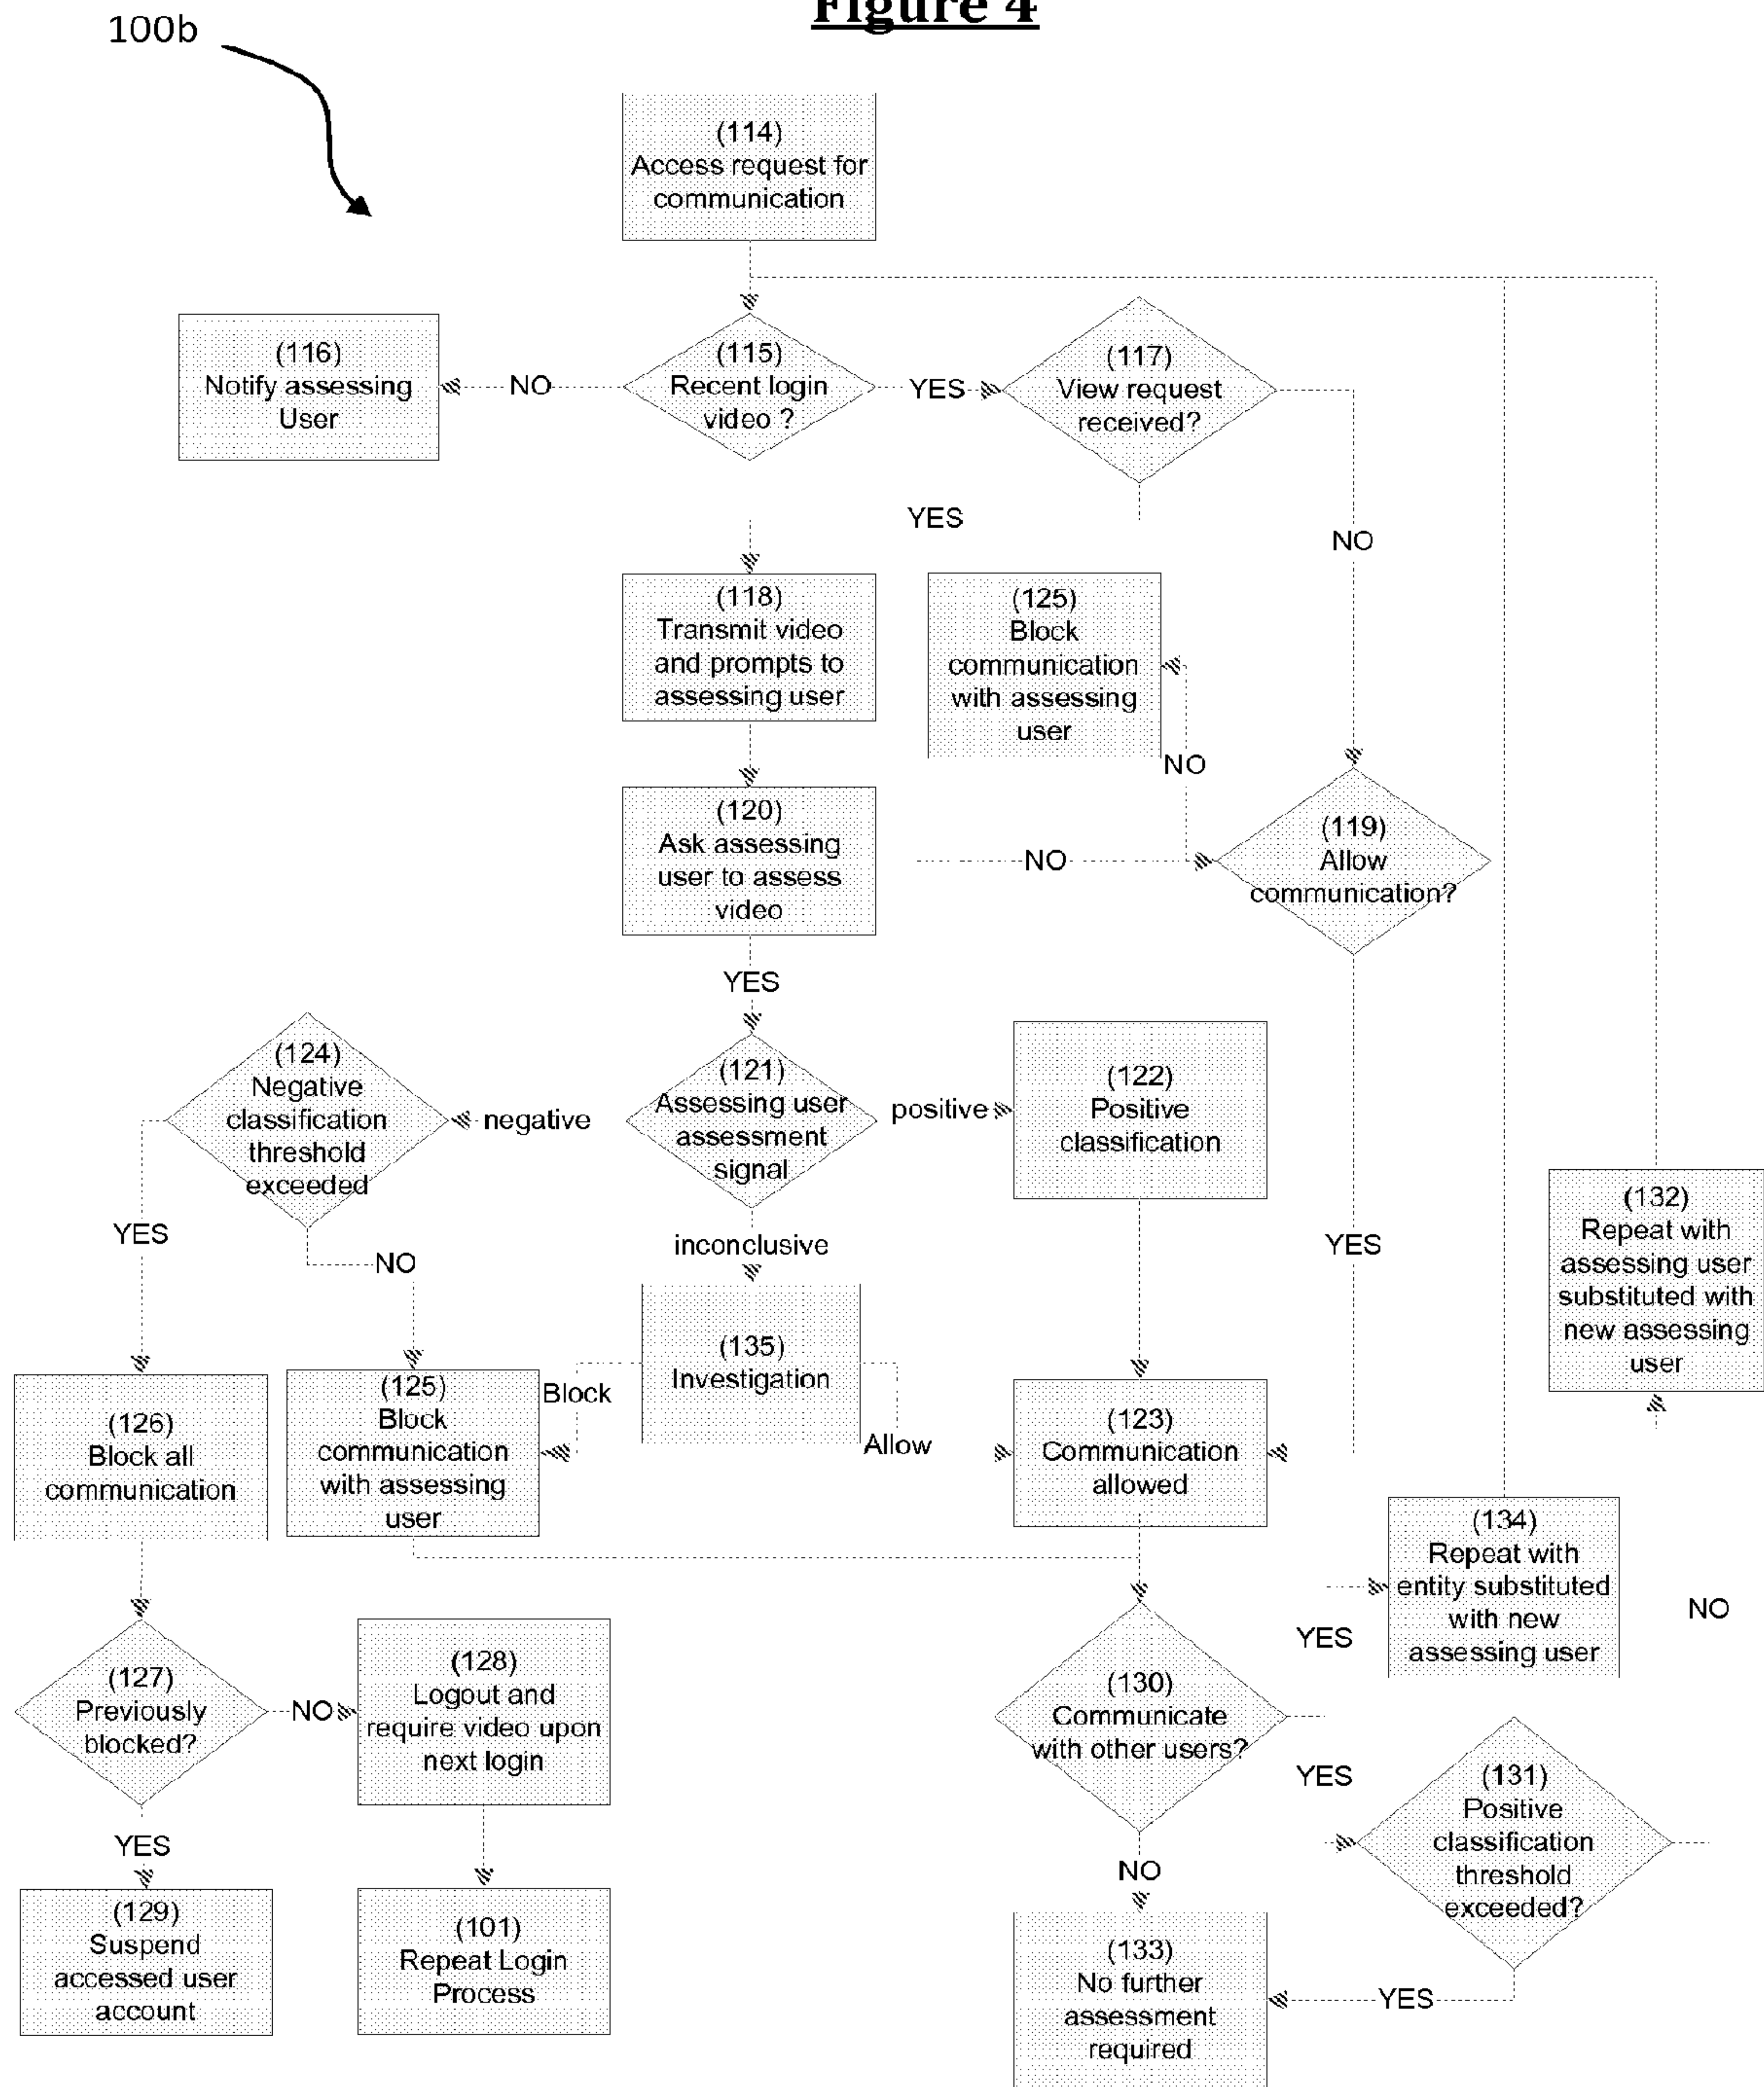 Figure 4
100b
(114)
Access request for
communication
(116)
Notify assessing
User
NO
(115)
Recent login
video ?
YES
(117)
View request
received?
YES
NO
(118)
Transmit video
and prompts to
assessing user
(125)
Block
communication
with assessing
user
NO
(120)
Ask assessing
user to assess
video
NO
(119)
Allow
communication?
YES
(124)
Negative
classification
threshold
exceeded
negative
(121)
Assessing user
assessment
signal
positive
(122)
Positive
classification
YES
NO
inconclusive
YES
(132)
Repeat with
assessing user
substituted with
new assessing
user
(126)
Block all
communication
(125)
Block
communication
with assessing
user
Block
(135)
Investigation
Allow
(123)
Communication
allowed
(134)
Repeat with
entity substituted
with new
assessing user
NO
YES
(127)
Previously
blocked?
NO
(128)
Logout and
require video upon
next login
(130)
Communicate
with other users?
YES
(131)
Positive
classification
threshold
exceeded?
YES
NO
(129)
Suspend
accessed user
account
(101)
Repeat Login
Process
(133)
No further
assessment
required
YES